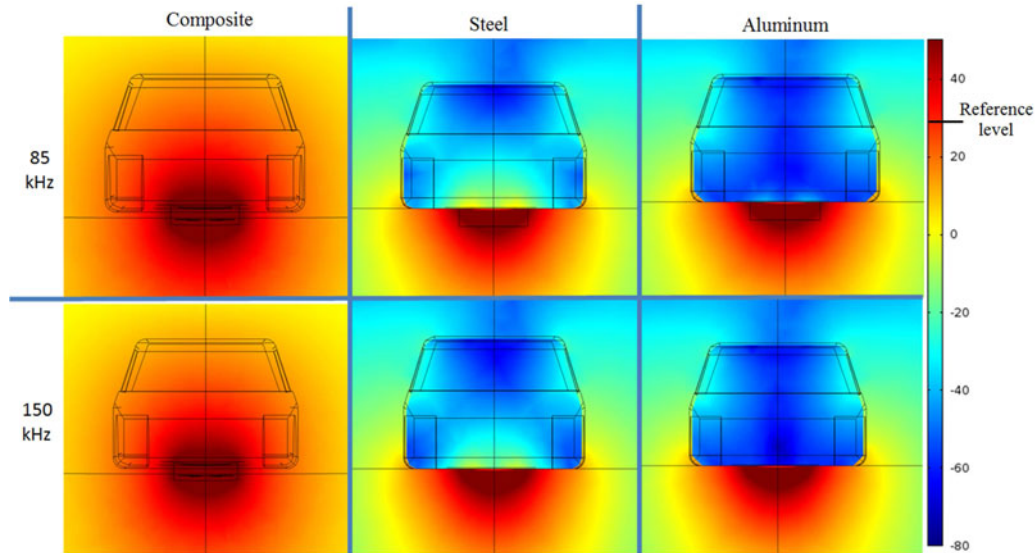 Composite
Steel
Aluminum
85
kHz
150
kHz
40
Reference
level
20
0
-20
-40
-60
-80